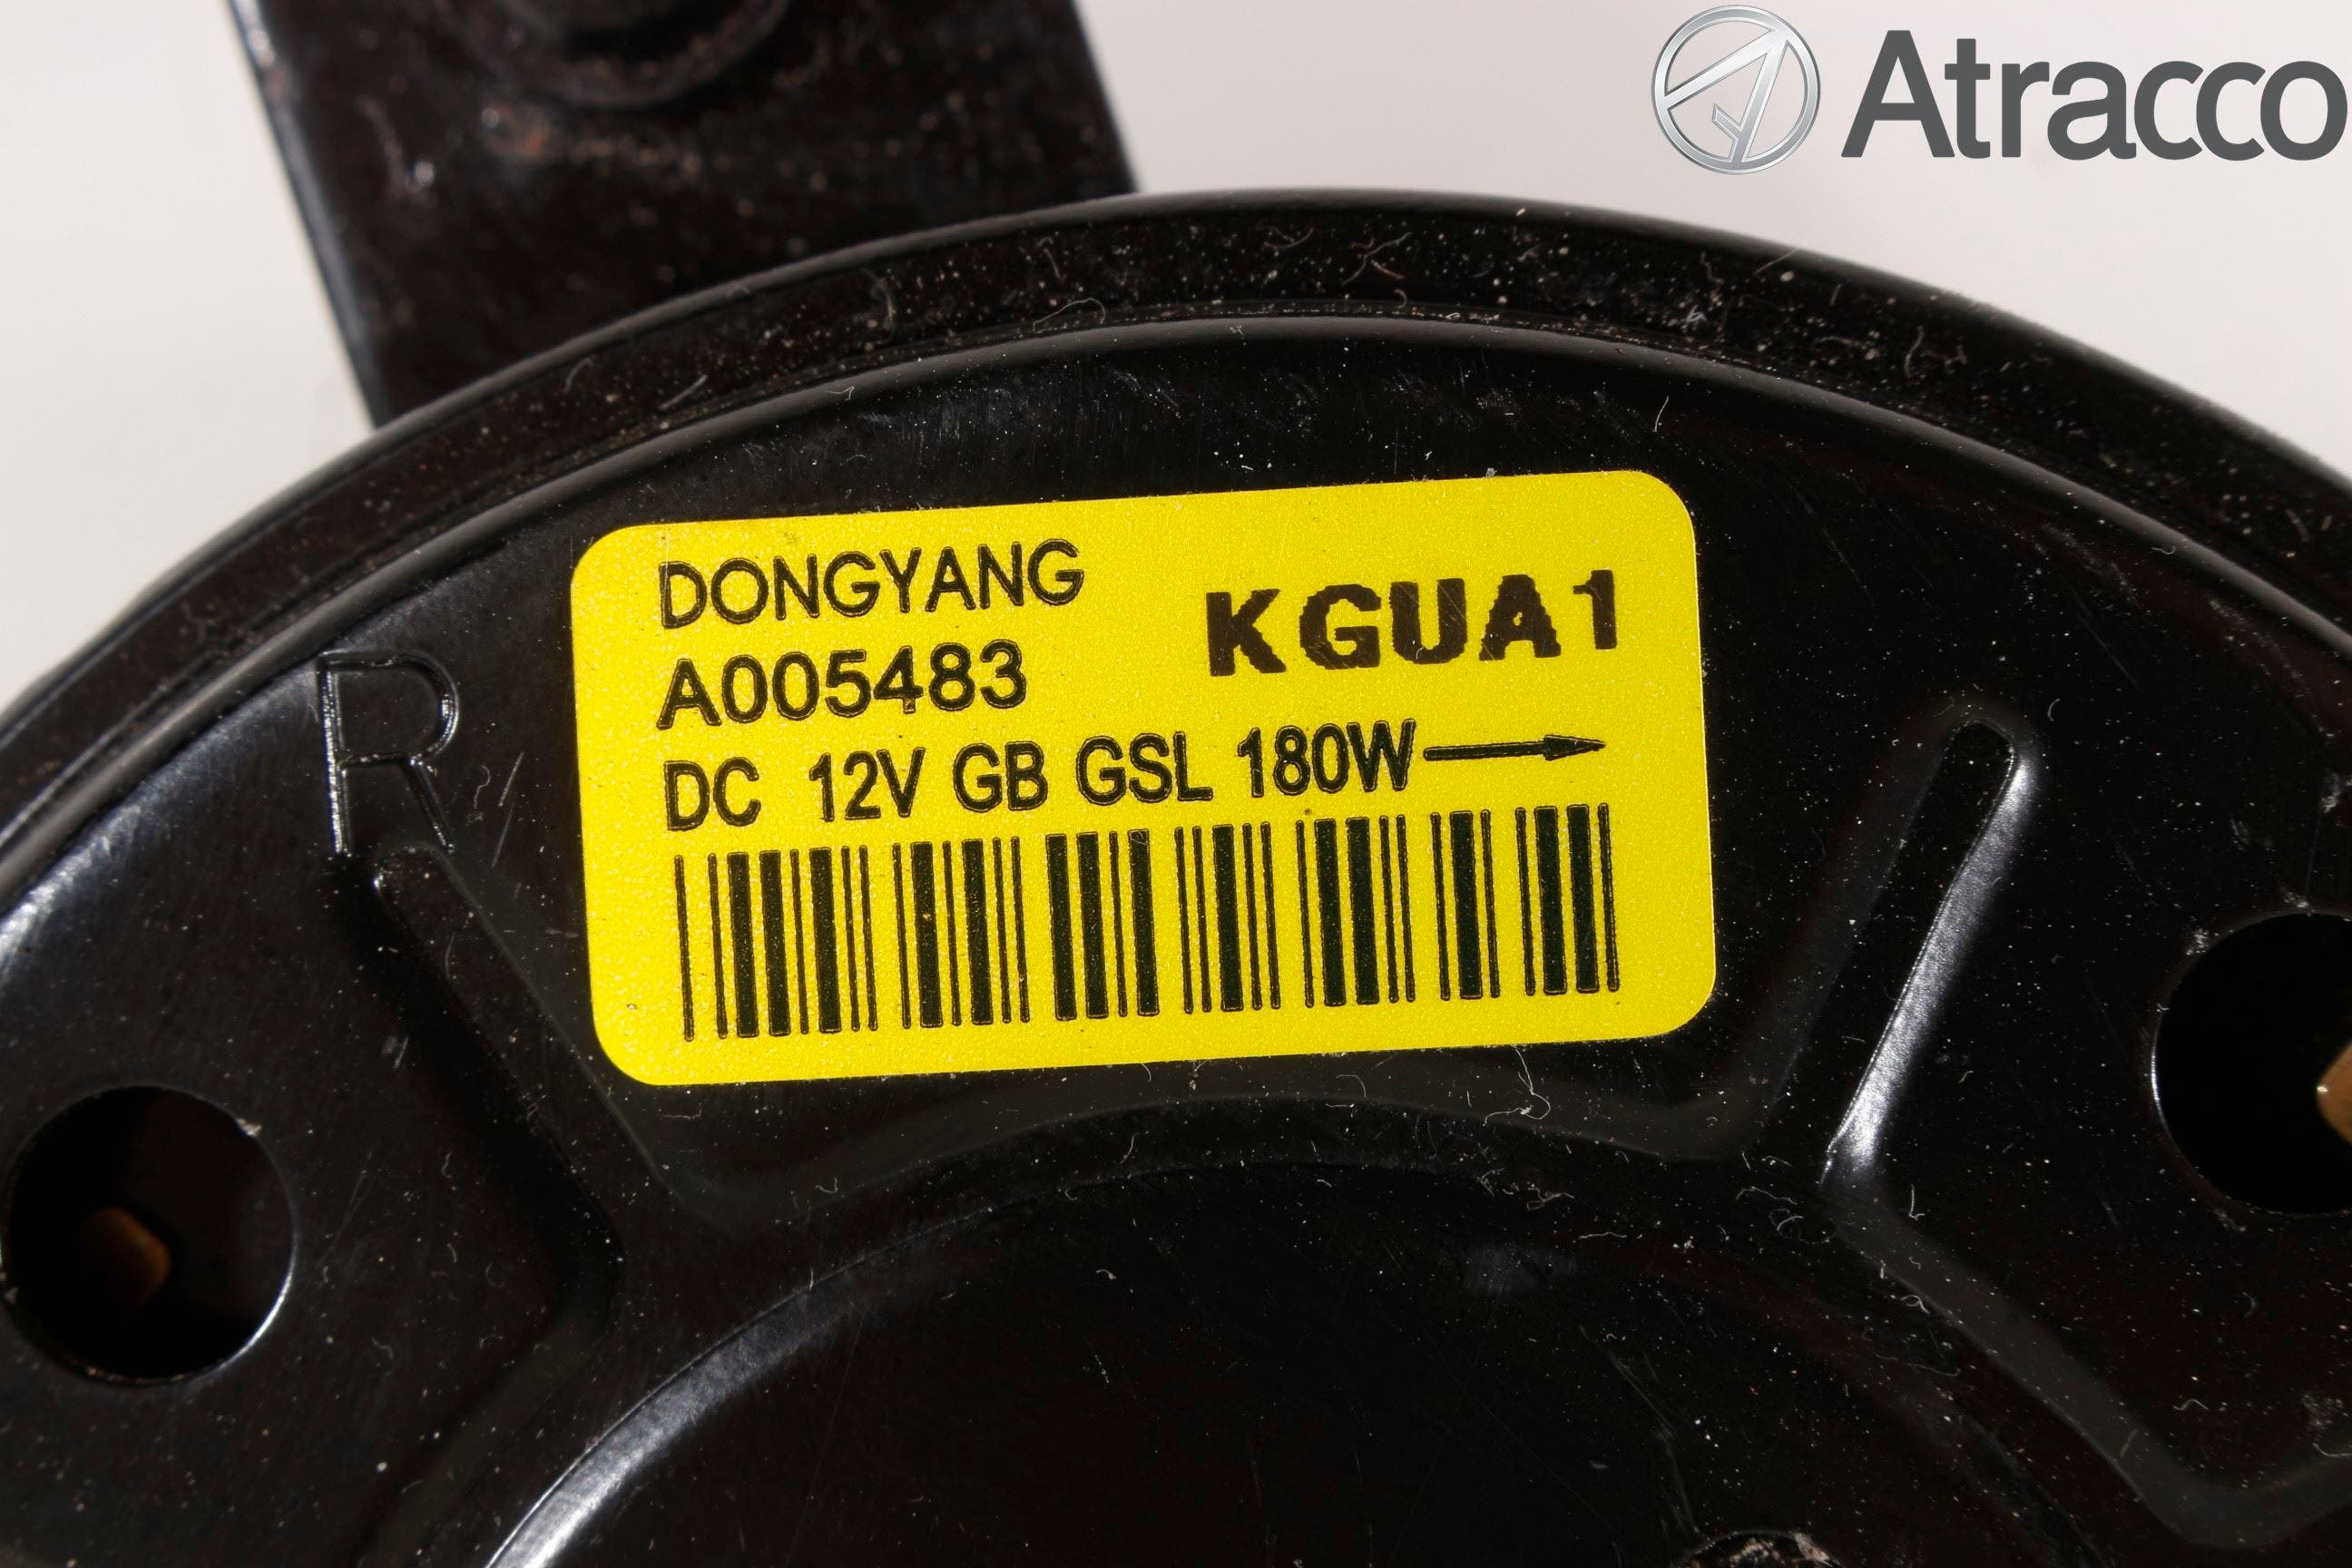 Atracco
DONGYANG
KGUA1
A005483
DC 12V GB GSL 180W
R